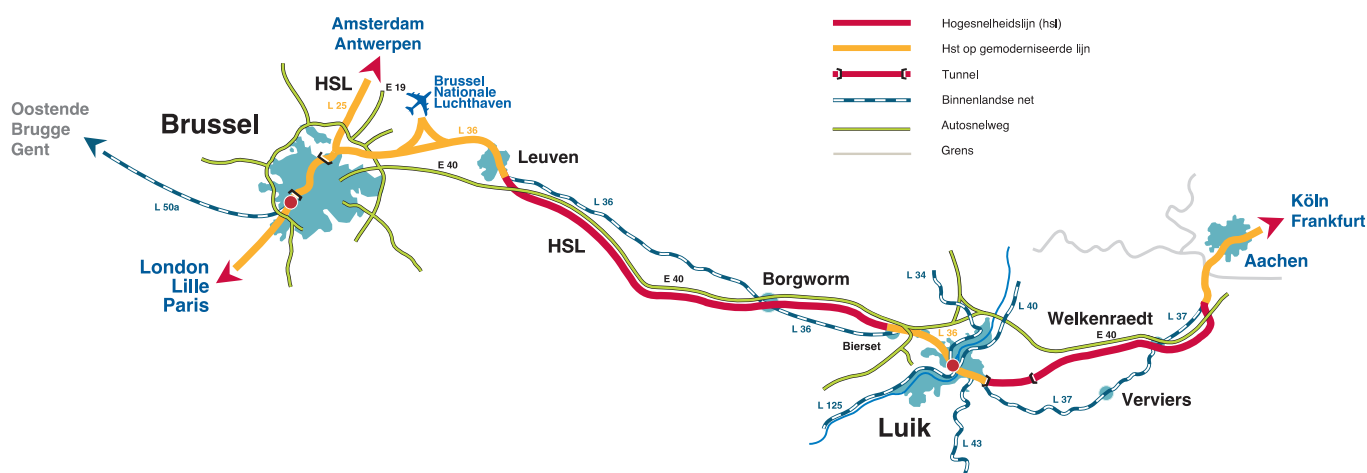 Amsterdam
Antwerpen
HSL
E 19
L 25
Brussel
Nationale
Luchthaven
Oostende
Brugge
Gent
Brussel
L 36
Leuven
E 40
L 50a
L 36
HSL
London
Lille
Paris
E 40
Borgworm
L 36
Bierset
L 34
L 40
L 36
Luik
L 125
L 43
L 37
Verviers
Welkenraedt
E 40
L 37
Aachen
Köln
Frankfurt
Hogesnelheidslijn (hsl)
Hst op gemoderniseerde lijn
Tunnel
Binnenlandse net
Autosnelweg
Grens